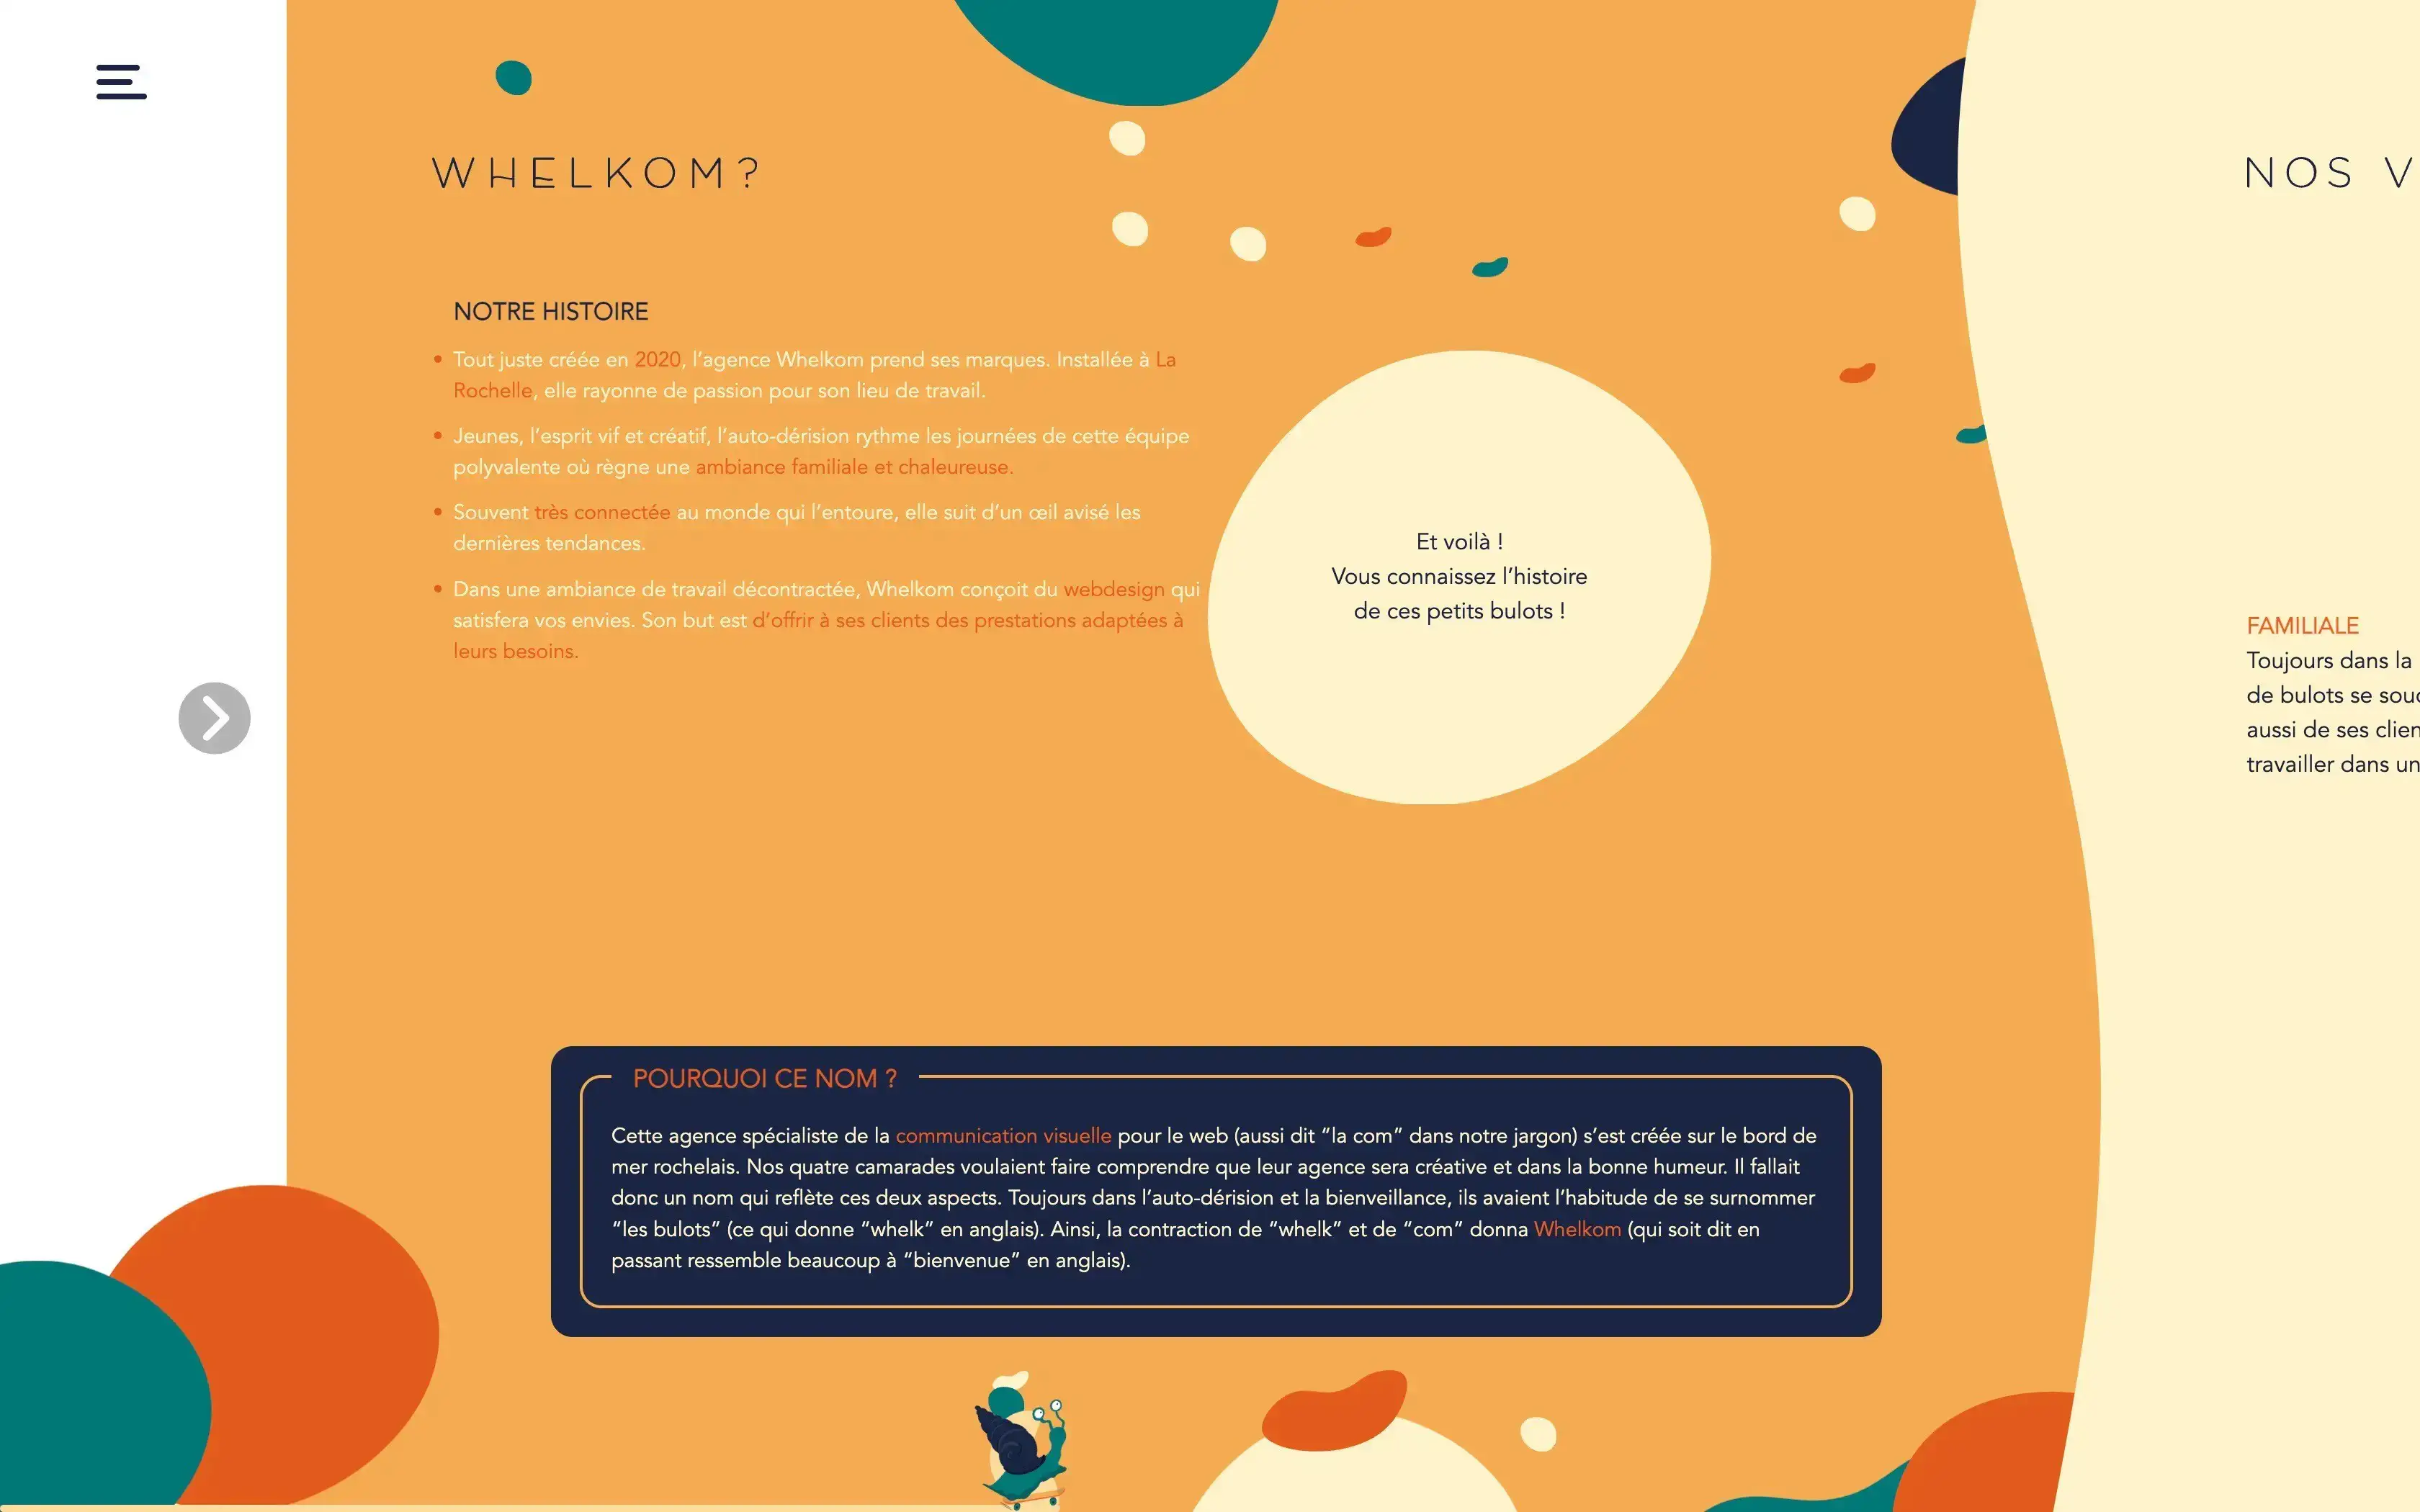 WHELKOM?
NOTRE HISTOIRE
• Tout juste créée en 2020, l’agence Whelkom prend ses marques. Installée à La
Rochelle, elle rayonne de passion pour son lieu de travail.
• Jeunes, l’esprit vif et créatif, l’auto-dérision rythme les journées de cette équipe
polyvalente où règne une ambiance familiale et chaleureuse.
• Souvent très connectée au monde qui l’entoure, elle suit d’un œil avisé les
dernières tendances.
• Dans une ambiance de travail décontractée, Whelkom conçoit du webdesign qui
satisfera vos envies. Son but est d’offrir à ses clients des prestations adaptées à
leurs besoins.
Et voilà !
Vous connaissez l’histoire
de ces petits bulots !
POURQUOI CE NOM ?
Cette agence spécialiste de la communication visuelle pour le web (aussi dit “la com” dans notre jargon) s’est créée sur le bord de
mer rochelais. Nos quatre camarades voulaient faire comprendre que leur agence sera créative et dans la bonne humeur. Il fallait
donc un nom qui reflète ces deux aspects. Toujours dans l’auto-dérision et la bienveillance, ils avaient l’habitude de se surnommer
“les bulots” (ce qui donne “whelk” en anglais). Ainsi, la contraction de “whelk” et de “com” donna Whelkom (qui soit dit en
passant ressemble beaucoup à “bienvenue” en anglais).
NOS V
FAMILIALE
Toujours dans la
de bulots se sou
aussi de ses clien
travailler dans un